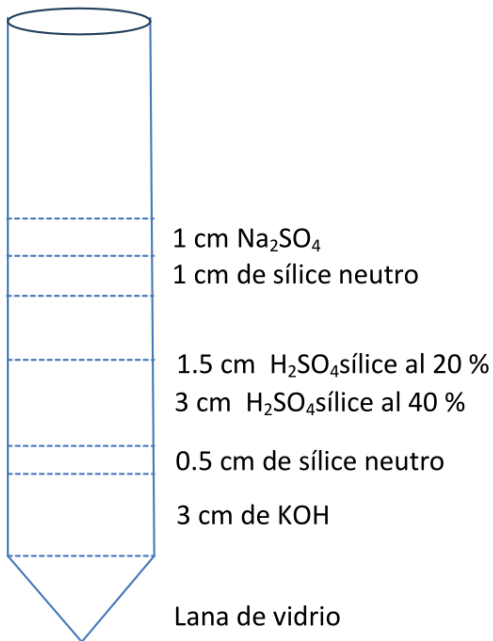 1 cm Na₂SO₄
1 cm de sílice neutro
1.5 cm H₂SO₄sílice al 20 %
3 cm H₂SO₄sílice al 40 %
0.5 cm de sílice neutro
3 cm de KOH
Lana de vidrio